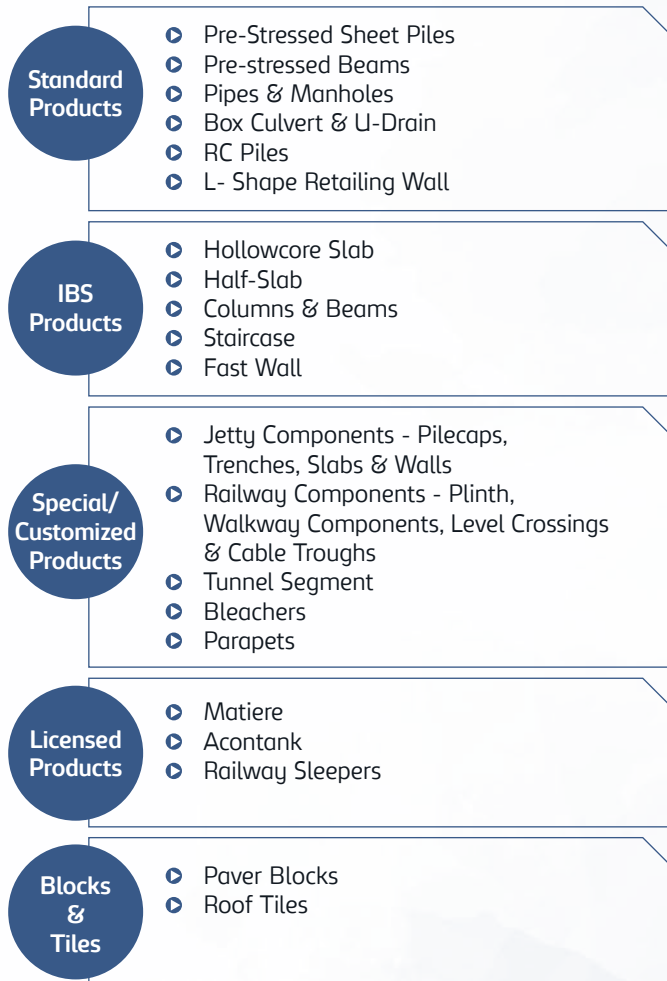 Standard
Products
Pre-Stressed Sheet Piles
Pre-stressed Beams
Pipes & Manholes
Box Culvert & U-Drain
RC Piles
L- Shape Retailing Wall
IBS
Products
Hollowcore Slab
Half-Slab
Columns & Beams
Staircase
Fast Wall
Special/
Customized
Products
Jetty Components - Pilecaps,
Trenches, Slabs & Walls
Railway Components - Plinth,
Walkway Components, Level Crossings
& Cable Troughs
Tunnel Segment
Bleachers
Parapets
Licensed
Products
Matiere
Acontank
Railway Sleepers
Blocks
&
Tiles
Paver Blocks
Roof Tiles